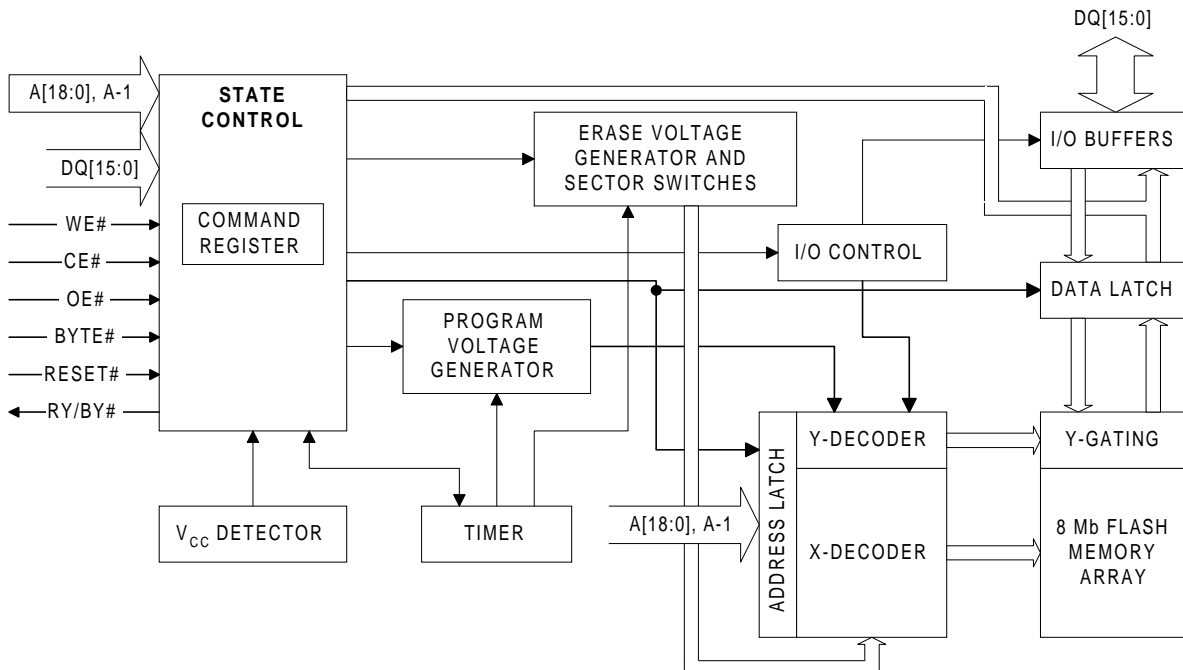 DQ[15:0]
A[18:0], A-1
STATE
CONTROL
ERASE VOLTAGE
GENERATOR AND
SECTOR SWITCHES
I/O BUFFERS
DQ[15:0]
WE#
COMMAND
REGISTER
CE#
I/O CONTROL
OE#
DATA LATCH
BYTE#
PROGRAM
VOLTAGE
GENERATOR
RESET#
RY/BY#
Y-DECODER
Y-GATING
ADDRESS LATCH
VCC DETECTOR
TIMER
A[18:0], A-1
X-DECODER
8 Mb FLASH
MEMORY
ARRAY